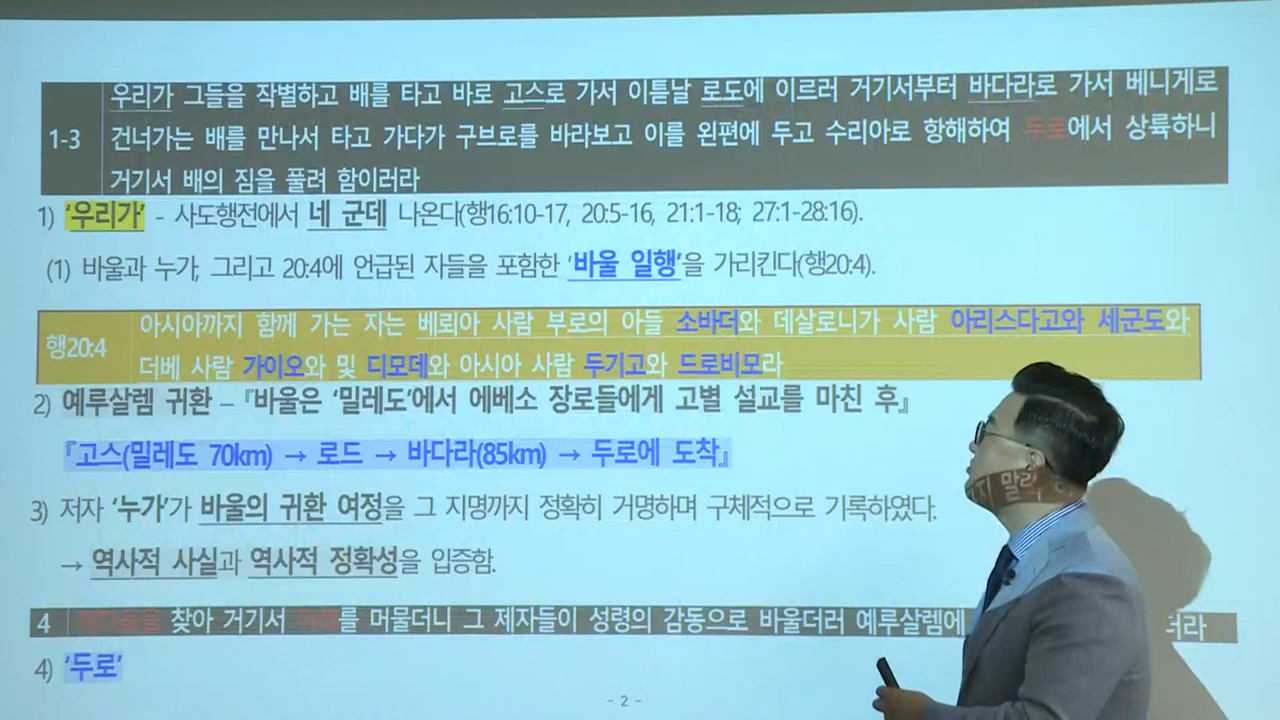 1-3
우리가 그들을 작별하고 배를 타고 바로 고스로 가서 이튿날 로도에 이르러 거기서부터 바다라로 가서 베니게로
건너가는 배를 만나서 타고 가다가 구브로를 바라보고 이를 왼편에 두고 수리아로 항해하여 두로에서 상륙하니
거기서 배의 짐을 풀려 함이러라
1) ‘우리가’ - 사도행전에서 네 군데 나온다(행16:10-17, 20:5-16, 21:1-18; 27:1-28:16).
(1) 바울과 누가, 그리고 20:4에 언급된 자들을 포함한 ‘바울 일행’을 가리킨다(행20:4).
행20:4
아시아까지 함께 가는 자는 베뢰아 사람 부로의 아들 소바더와 데살로니가 사람 아리스다고와 세군도와
더베 사람 가이오와 및 디모데와 아시아 사람 두기고와 드로비모라
2) 예루살렘 귀환 – 『바울은 ‘밀레도’에서 에베소 장로들에게 고별 설교를 마친 후』
『고스(밀레도 70km) → 로드 → 바다라(85km) → 두로에 도착』
3) 저자 ‘누가’가 바울의 귀환 여정을 그 지명까지 정확히 거명하며 구체적으로 기록하였다.
→ 역사적 사실과 역사적 정확성을 입증함.
4 제자들을 찾아 거기서 이레를 머물더니 그 제자들이 성령의 감동으로 바울더러 예루살렘에 지 말라 더라
4) ‘두로’
- 2 -